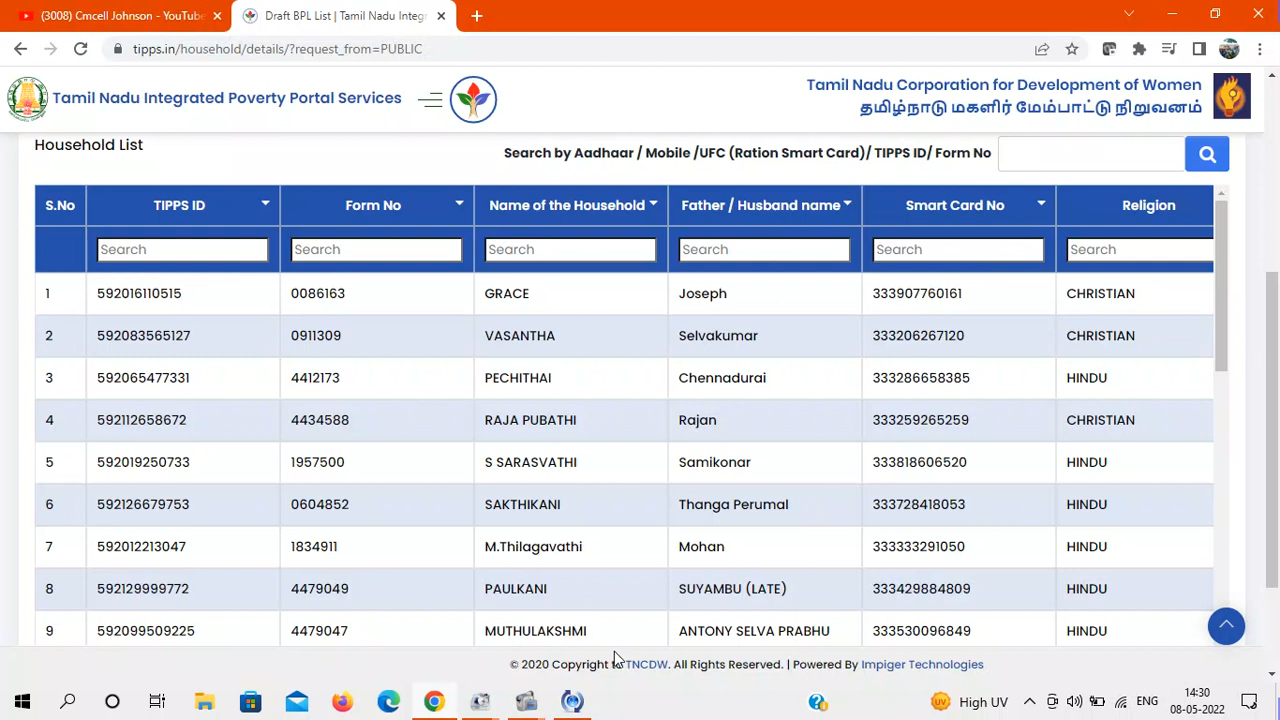 (3008) Cmcell Johnson - YouTube
Draft BPL List | Tamil Nadu Integ
tipps.in/household/details/?request_from=PUBLIC
Tamil Nadu Integrated Poverty Portal Services
Tamil Nadu Corporation for Development of Women
தமிழ்நாடு மகளிர் மேம்பாட்டு நிறுவனம்
Household List
Search by Aadhaar / Mobile /UFC (Ration Smart Card)/ TIPPS ID/ Form No
S.No TIPPS ID Form No Name of the Household Father / Husband name Smart Card No Religion
Search Search Search Search Search Search
1 592016110515 0086163 GRACE Joseph 333907760161 CHRISTIAN
2 592083565127 0911309 VASANTHA Selvakumar 333206267120 CHRISTIAN
3 592065477331 4412173 PECHITHAI Chennadurai 333286658385 HINDU
4 592112658672 4434588 RAJA PUBATHI Rajan 333259265259 CHRISTIAN
5 592019250733 1957500 S SARASVATHI Samikonar 333818606520 HINDU
6 592126679753 0604852 SAKTHIKANI Thanga Perumal 333728418053 HINDU
7 592012213047 1834911 M.Thilagavathi Mohan 333333291050 HINDU
8 592129999772 4479049 PAULKANI SUYAMBU (LATE) 333429884809 HINDU
9 592099509225 4479047 MUTHULAKSHMI ANTONY SELVA PRABHU 333530096849 HINDU
© 2020 Copyright TNCDW. All Rights Reserved. | Powered By Impiger Technologies
High UV ENG 14:30
08-05-2022